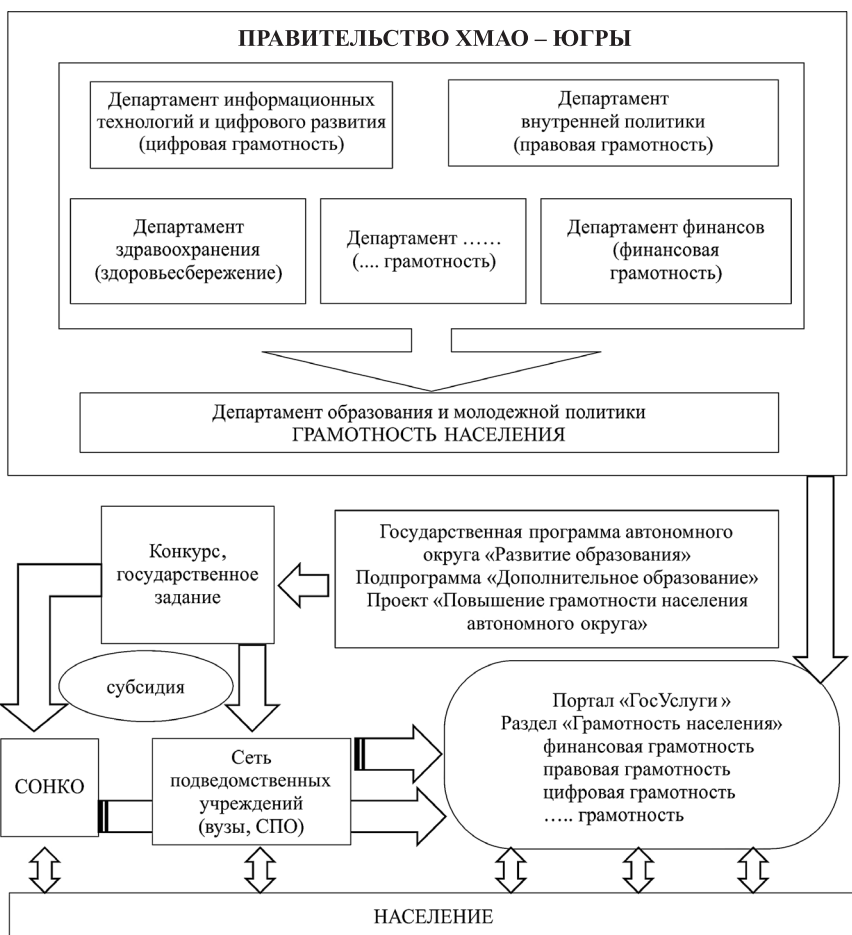 ПРАВИТЕЛЬСТВО ХМАО – ЮГРЫ
Департамент информационных
технологий и цифрового развития
(цифровая грамотность)
Департамент
внутренней политики
(правовая грамотность)
Департамент
здравоохранения
(здоровьесбережение)
Департамент ……
(.... грамотность)
Департамент финансов
(финансовая
грамотность)
Департамент образования и молодежной политики
ГРАМОТНОСТЬ НАСЕЛЕНИЯ
Конкурс,
государственное
задание
Государственная программа автономного
округа «Развитие образования»
Подпрограмма «Дополнительное образование»
Проект «Повышение грамотности населения
автономного округа»
субсидия
СОНКО
Сеть
подведомственных
учреждений
(вузы, СПО)
Портал «ГосУслуги»
Раздел «Грамотность населения»
финансовая грамотность
правовая грамотность
цифровая грамотность
….. грамотность
НАСЕЛЕНИЕ